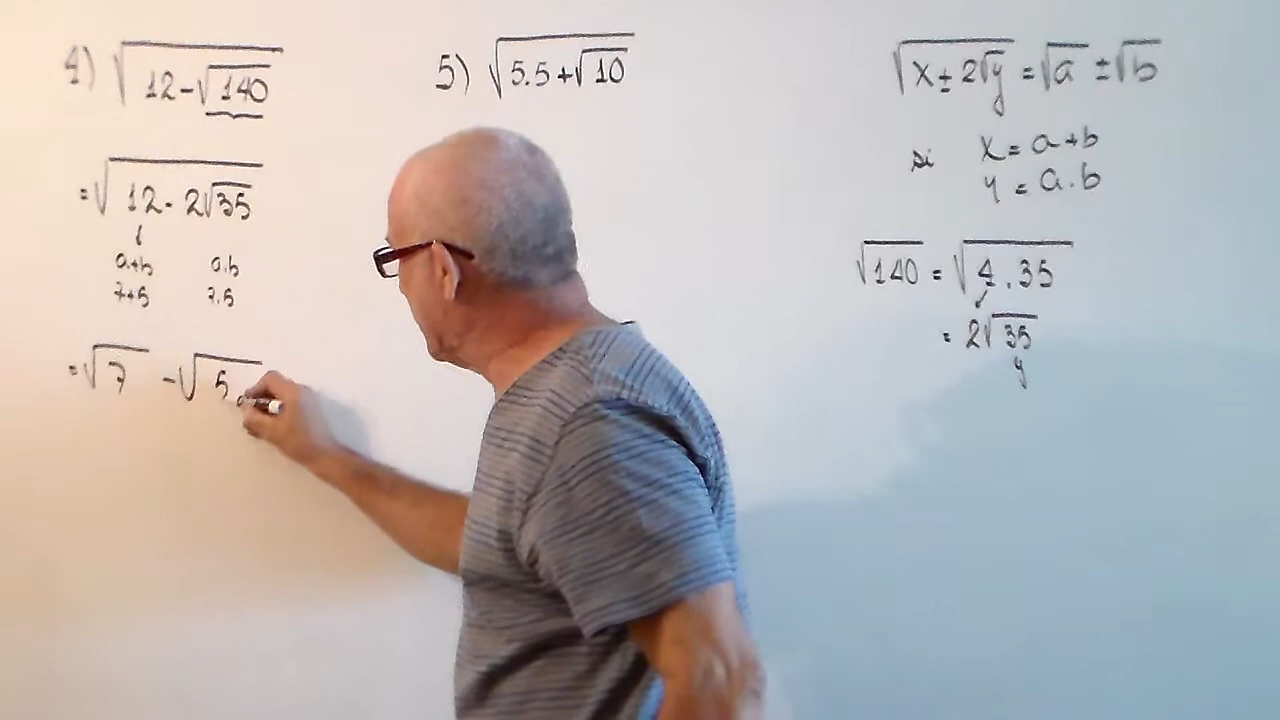 4) √(12-√140)
=√(12-2√35)
a+b a.b
7+5 7.5
=√7 -√5
5) √(5.5+√10)
√(x±2√y) = √a ±√b
si x=a+b
y=a.b
√140 = √(4.35)
= 2√35
y